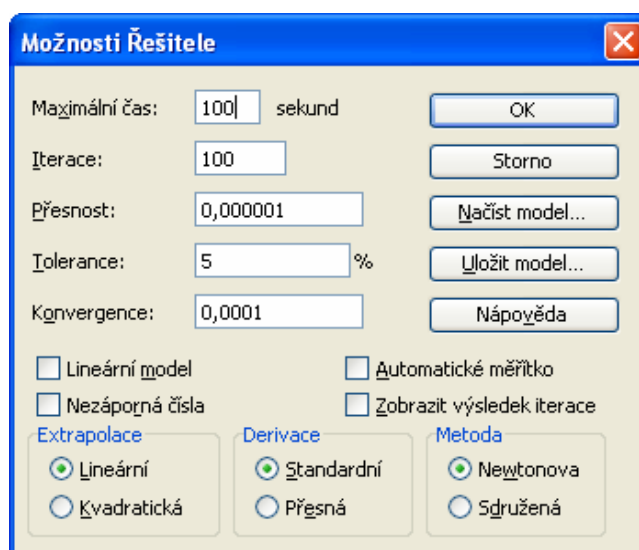 Možnosti Řešitele
Maximální čas: 100 sekund OK
Iterace: 100 Storno
Přesnost: 0,000001 Načíst model...
Tolerance: 5 % Uložit model...
Konvergence: 0,0001 Nápověda
Lineární model Automatické měřítko
Nezáporná čísla Zobrazit výsledek iterace
Extrapolace Derivace Metoda
Lineární Standardní Newtonova
Kvadratická Přesná Sdružená